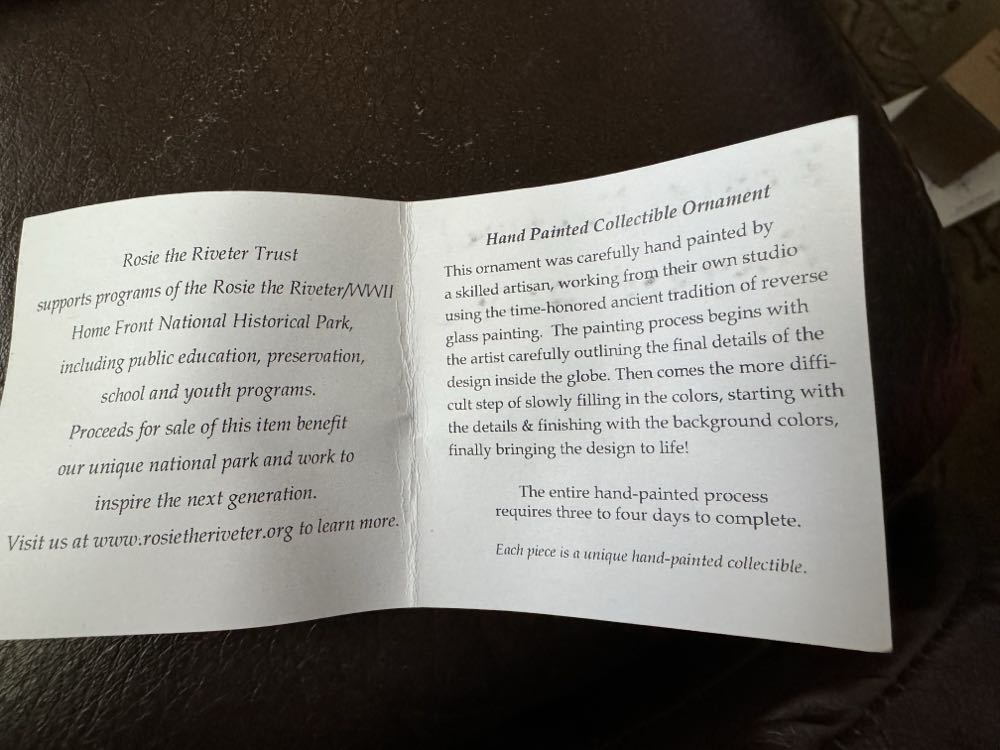 Rosie the Riveter Trust
supports programs of the Rosie the Riveter/WWII
Home Front National Historical Park,
including public education, preservation,
school and youth programs.
Proceeds for sale of this item benefit
our unique national park and work to
inspire the next generation.
Visit us at www.rosietheriveter.org to learn more.
Hand Painted Collectible Ornament
This ornament was carefully hand painted by
a skilled artisan, working from their own studio
using the time-honored ancient tradition of reverse
glass painting. The painting process begins with
the artist carefully outlining the final details of the
design inside the globe. Then comes the more diffi-
cult step of slowly filling in the colors, starting with
the details & finishing with the background colors,
finally bringing the design to life!
The entire hand-painted process
requires three to four days to complete.
Each piece is a unique hand-painted collectible.